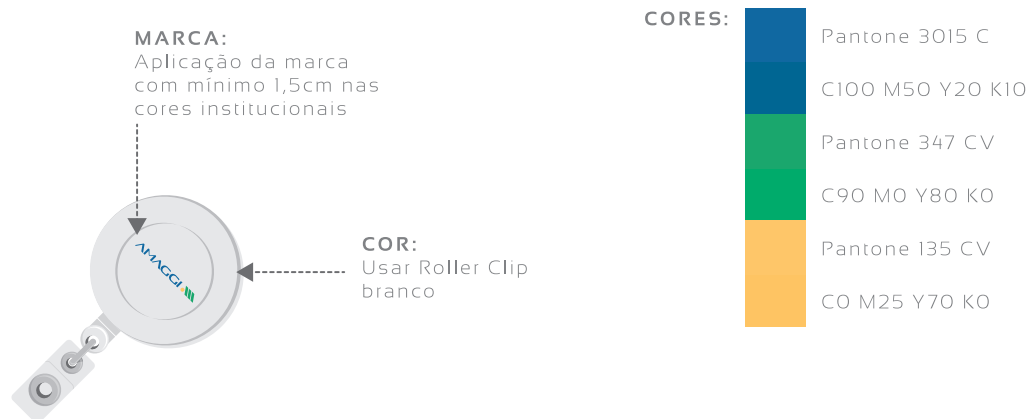 MARCA:
Aplicação da marca
com mínimo 1,5cm nas
cores institucionais
AMAGGI
COR:
Usar Roller Clip
branco
CORES:
Pantone 3015 C
C100 M50 Y20 K10
Pantone 347 CV
C90 M0 Y80 K0
Pantone 135 CV
C0 M25 Y70 K0